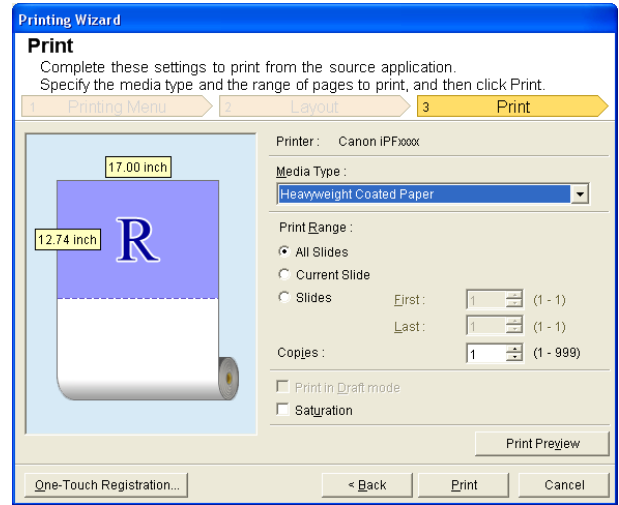 Printing Wizard
Print
Complete these settings to print from the source application.
Specify the media type and the range of pages to print, and then click Print.
1 Printing Menu 2 Layout 3 Print
17.00 inch
12.74 inch
R
Printer : Canon iPFxxxx
Media Type :
Heavyweight Coated Paper
Print Range :
All Slides
Current Slide
Slides First : 1 (1 - 1)
Last : 1 (1 - 1)
Copies : 1 (1 - 999)
Print in Draft mode
Saturation
Print Preview
One-Touch Registration... < Back Print Cancel